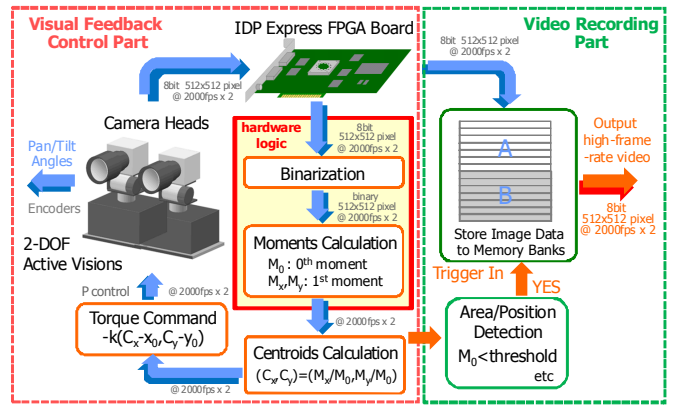 Visual Feedback
Control Part
IDP Express FPGA Board
Video Recording
Part
8bit 512x512 pixel
@ 2000fps x 2
8bit 512x512 pixel
@ 2000fps x 2
Camera Heads
Pan/Tilt
Angles
Encoders
2-DOF
Active Visions
hardware
logic
8bit
512x512 pixel
@ 2000fps x 2
Binarization
binary
512x512 pixel
@ 2000fps x 2
Moments Calculation
M0 : 0th moment
Mx,My: 1st moment
@ 2000fps x 2
P control
@ 2000fps x 2
Torque Command
-k(Cx-x0,Cy-y0)
@ 2000fps x 2
Centroids Calculation
(Cx,Cy)=(Mx/M0,My/M0)
A
B
Store Image Data
to Memory Banks
Output
high-frame
-rate video
8bit
512x512 pixel
@ 2000fps x 2
Trigger In
YES
Area/Position
Detection
M0<threshold
etc